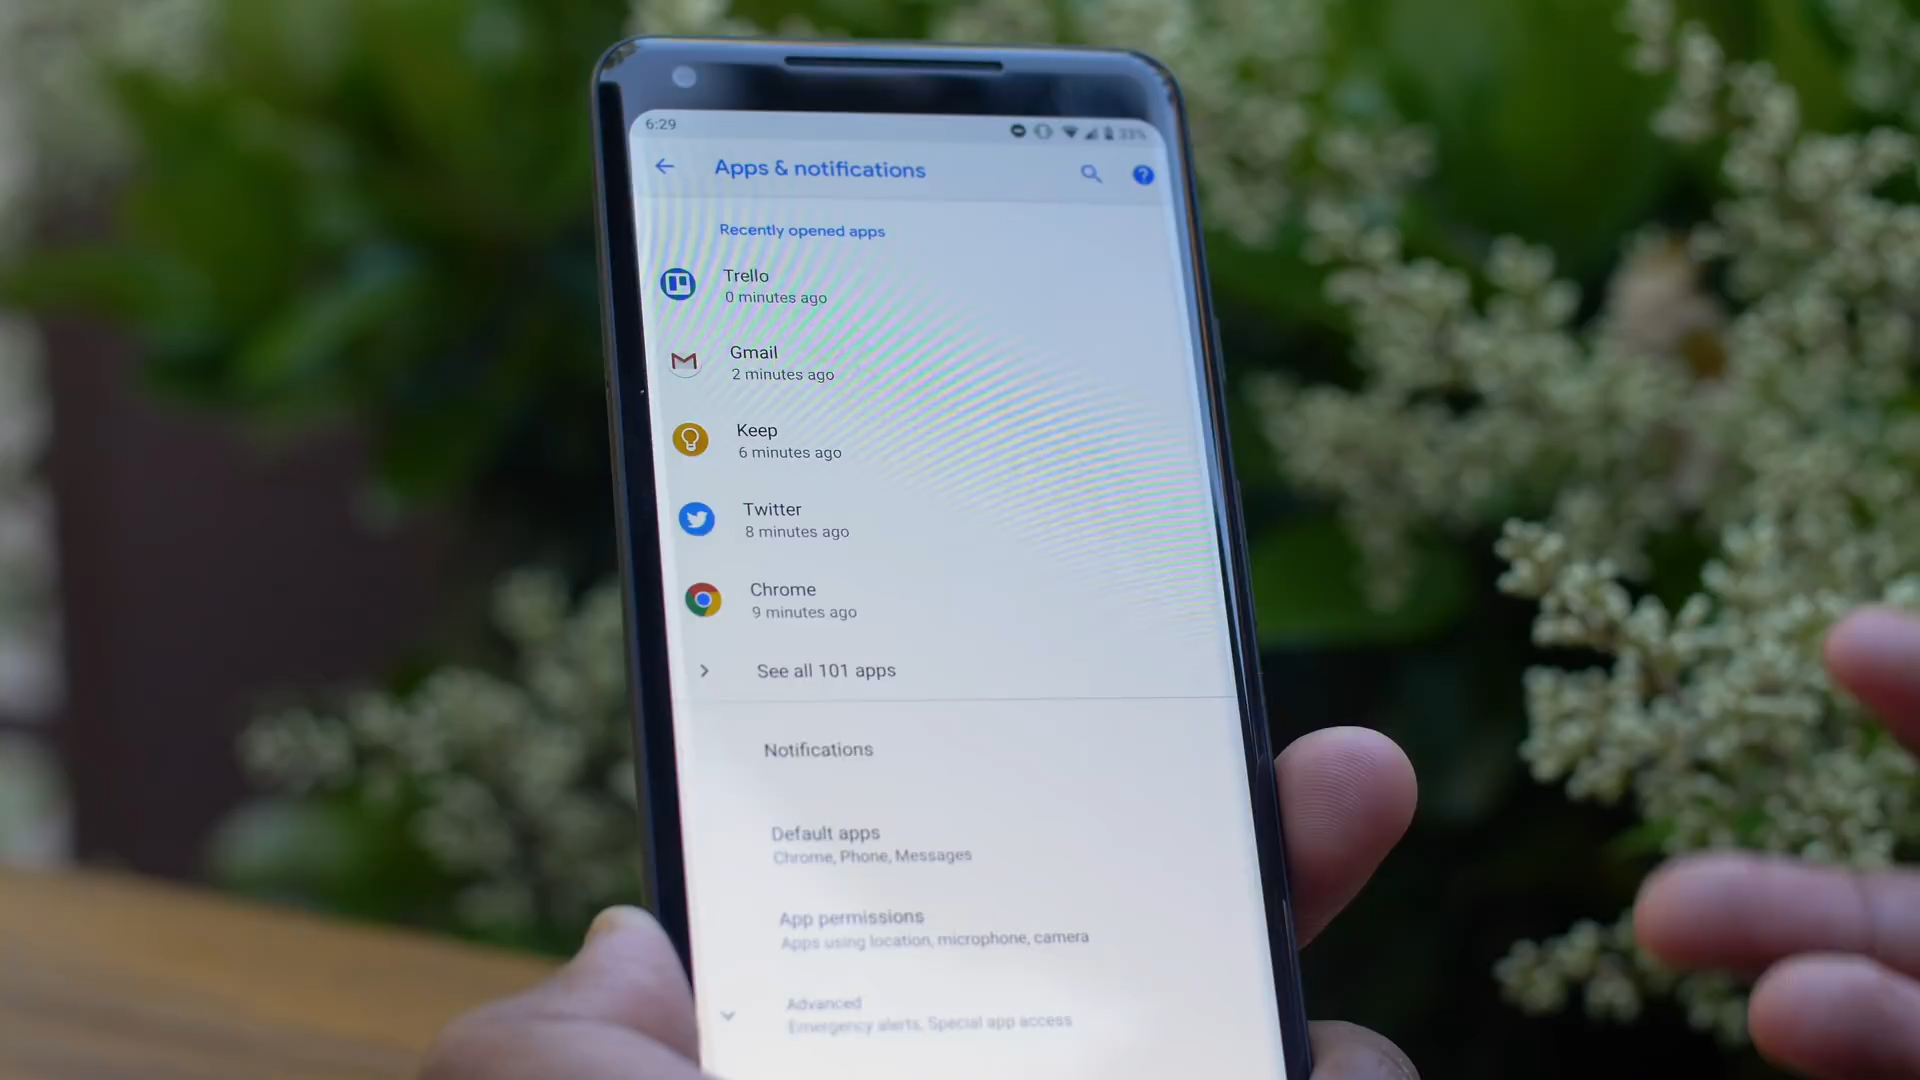 6:29
33%
Apps & notifications
Recently opened apps
Trello
0 minutes ago
Gmail
2 minutes ago
Keep
6 minutes ago
Twitter
8 minutes ago
Chrome
9 minutes ago
See all 101 apps
Notifications
Default apps
Chrome, Phone, Messages
App permissions
Apps using location, microphone, camera
Advanced
Emergency alerts, Special app access